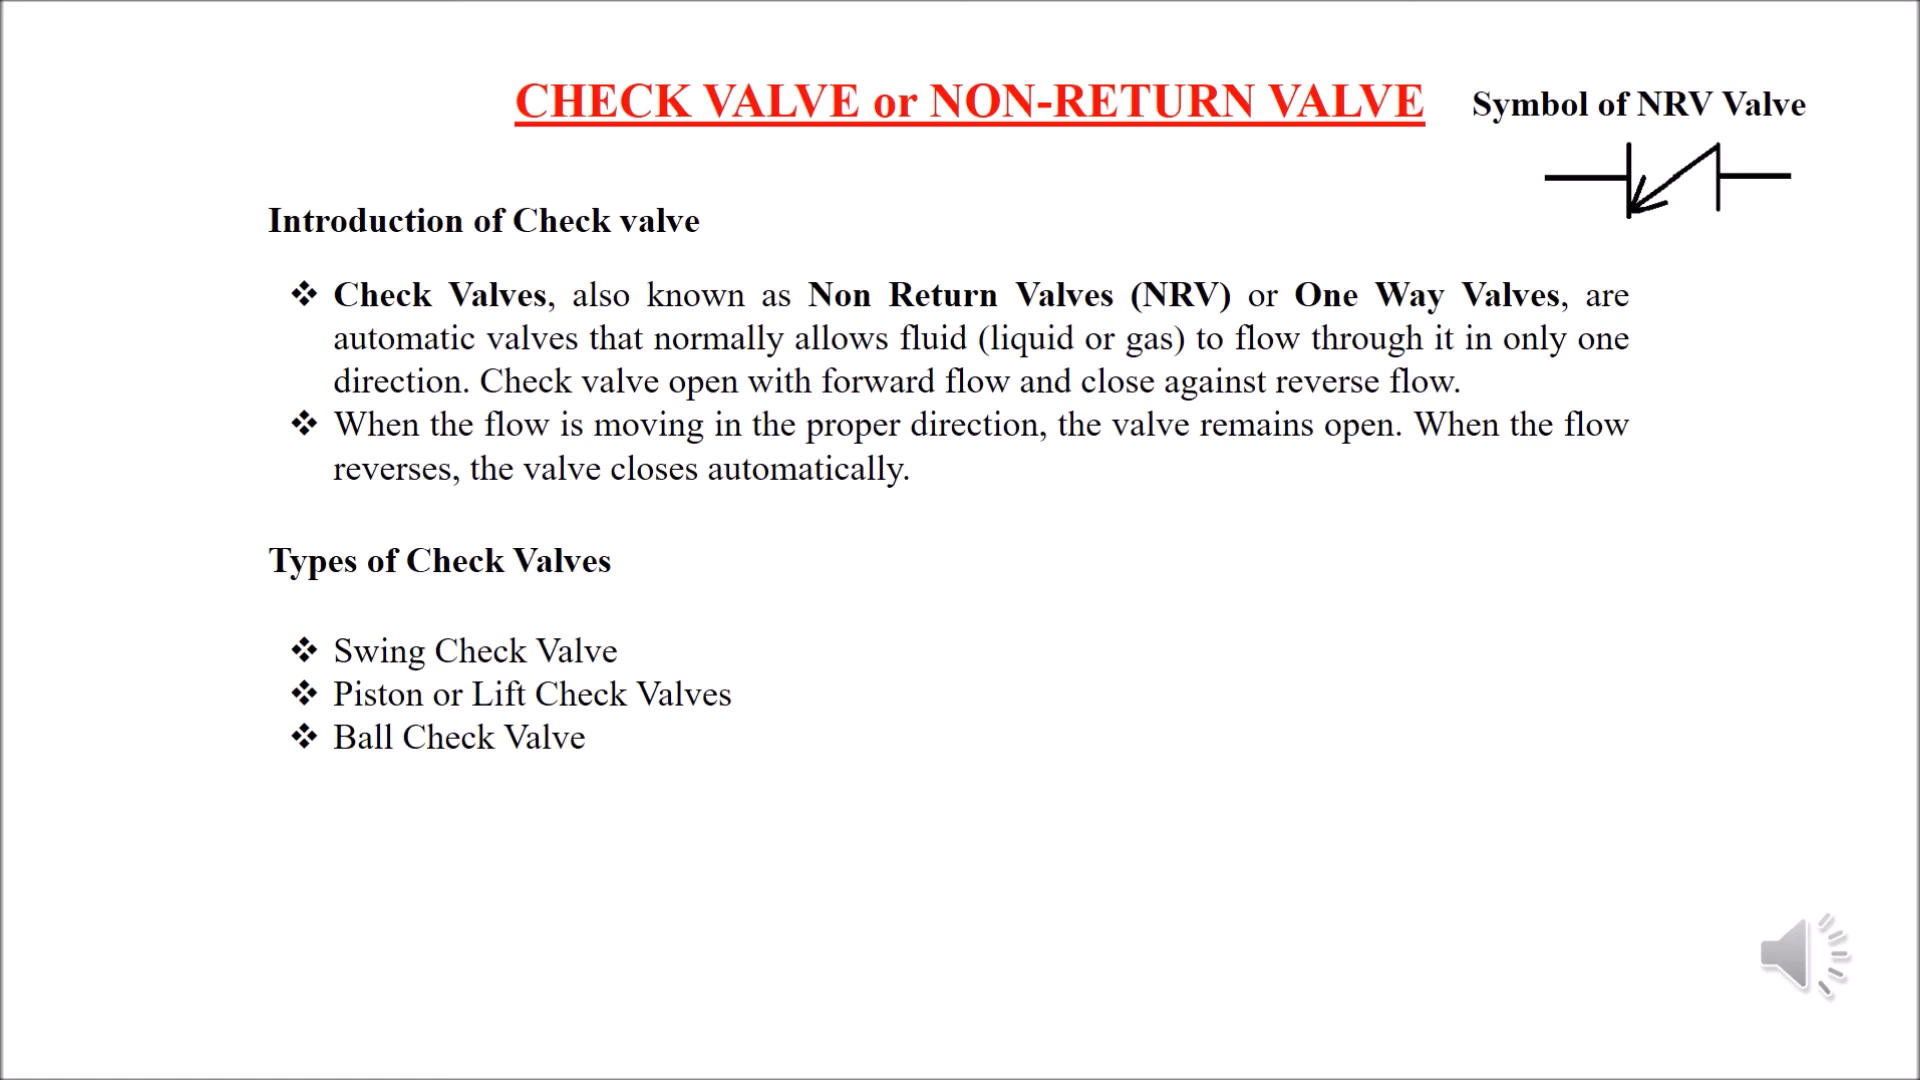 CHECK VALVE or NON-RETURN VALVE
Symbol of NRV Valve
Introduction of Check valve
❖ Check Valves, also known as Non Return Valves (NRV) or One Way Valves, are
automatic valves that normally allows fluid (liquid or gas) to flow through it in only one
direction. Check valve open with forward flow and close against reverse flow.
❖ When the flow is moving in the proper direction, the valve remains open. When the flow
reverses, the valve closes automatically.
Types of Check Valves
❖ Swing Check Valve
❖ Piston or Lift Check Valves
❖ Ball Check Valve